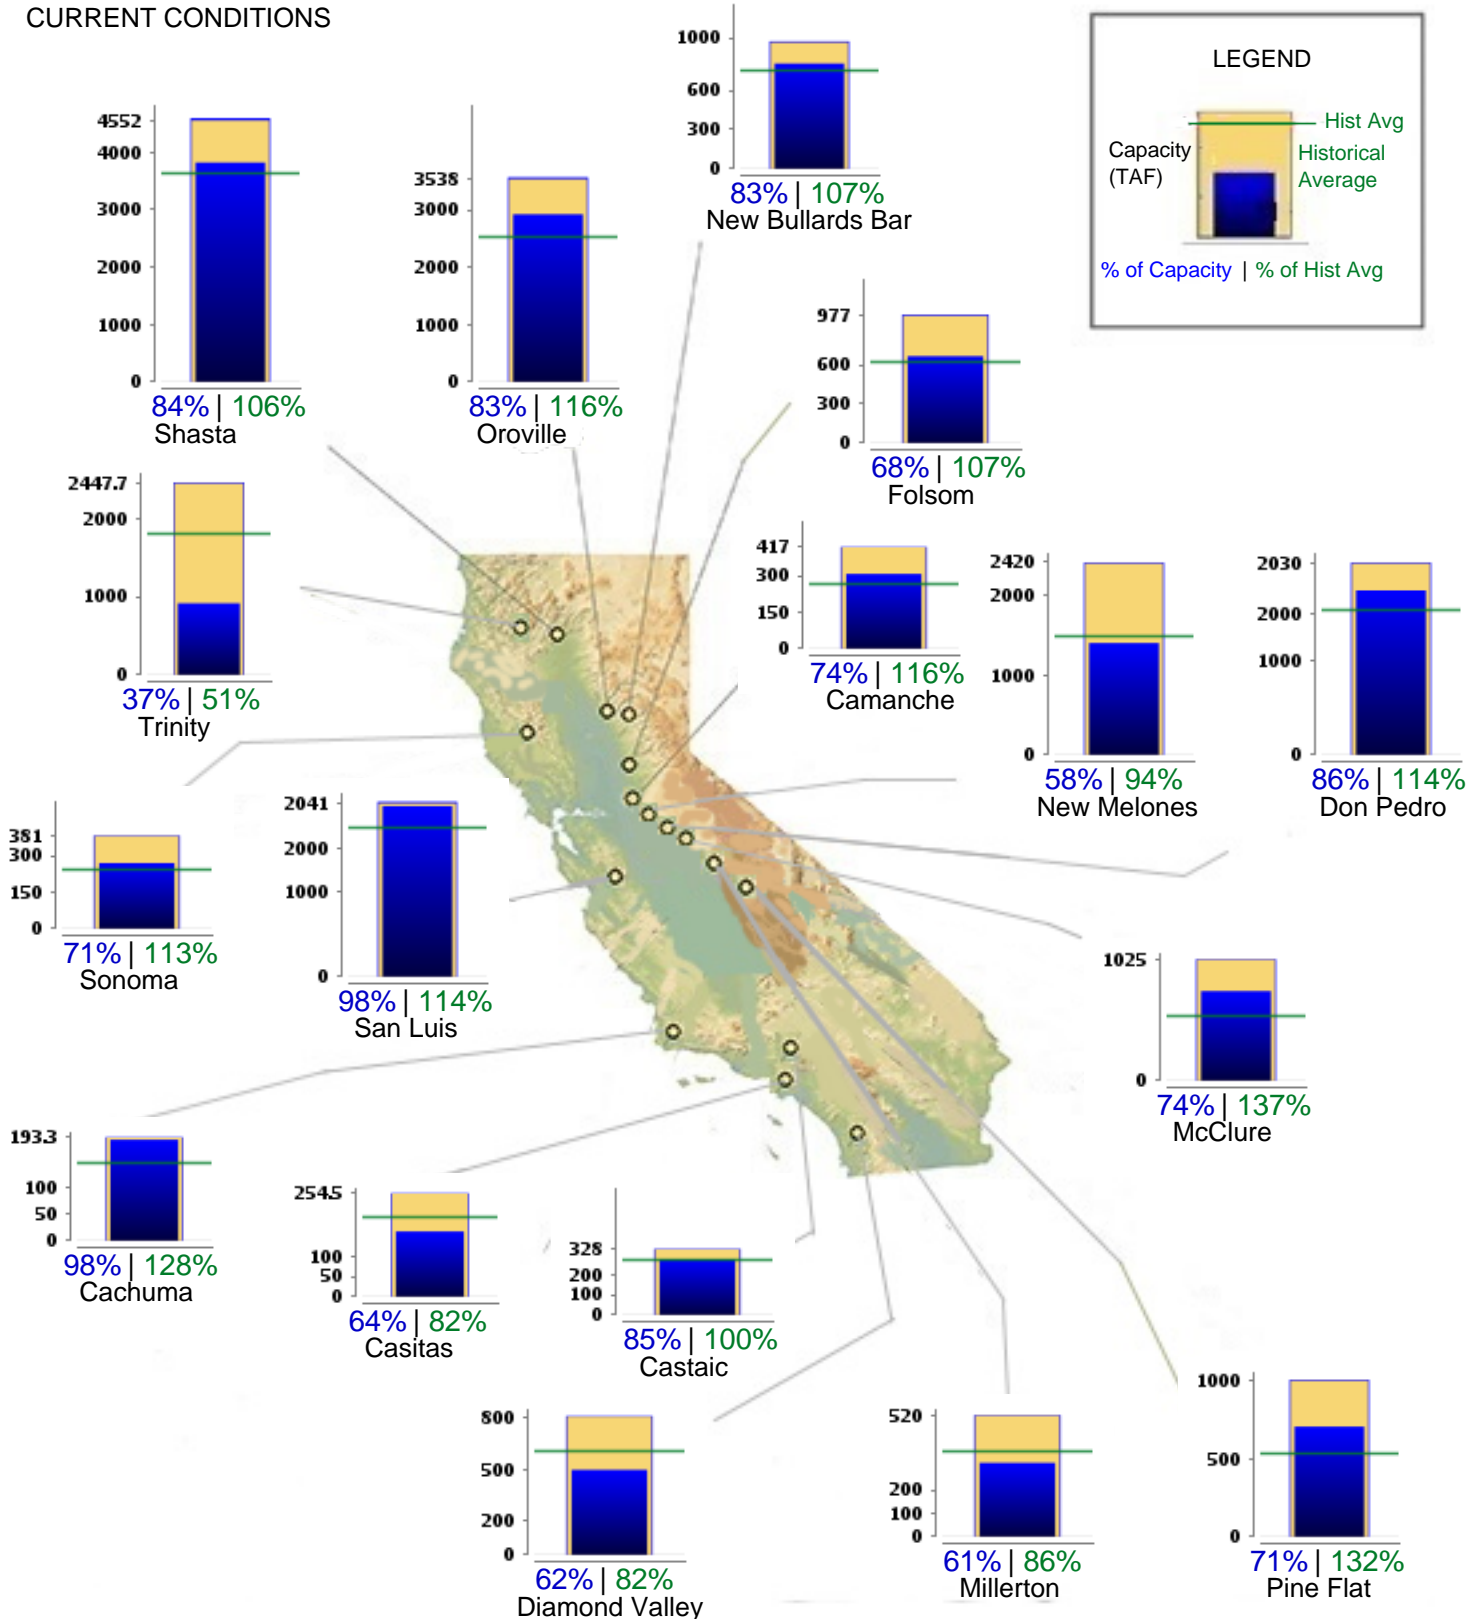 CURRENT CONDITIONS
LEGEND
Hist Avg
Capacity
(TAF)
Historical
Average
% of Capacity | % of Hist Avg
1000
600
300
0
83% | 107%
New Bullards Bar
4552
4000
3000
2000
1000
0
84% | 106%
Shasta
3538
3000
2000
1000
0
83% | 116%
Oroville
977
600
300
0
68% | 107%
Folsom
2447.7
2000
1000
0
37% | 51%
Trinity
417
300
150
0
74% | 116%
Camanche
2420
2000
1000
0
58% | 94%
New Melones
2030
2000
1000
0
86% | 114%
Don Pedro
381
300
150
0
71% | 113%
Sonoma
2041
2000
1000
0
98% | 114%
San Luis
1025
0
74% | 137%
McClure
193.3
100
50
0
98% | 128%
Cachuma
254.5
100
50
0
64% | 82%
Casitas
328
200
100
0
85% | 100%
Castaic
800
500
200
0
62% | 82%
Diamond Valley
520
200
100
0
61% | 86%
Millerton
1000
500
0
71% | 132%
Pine Flat